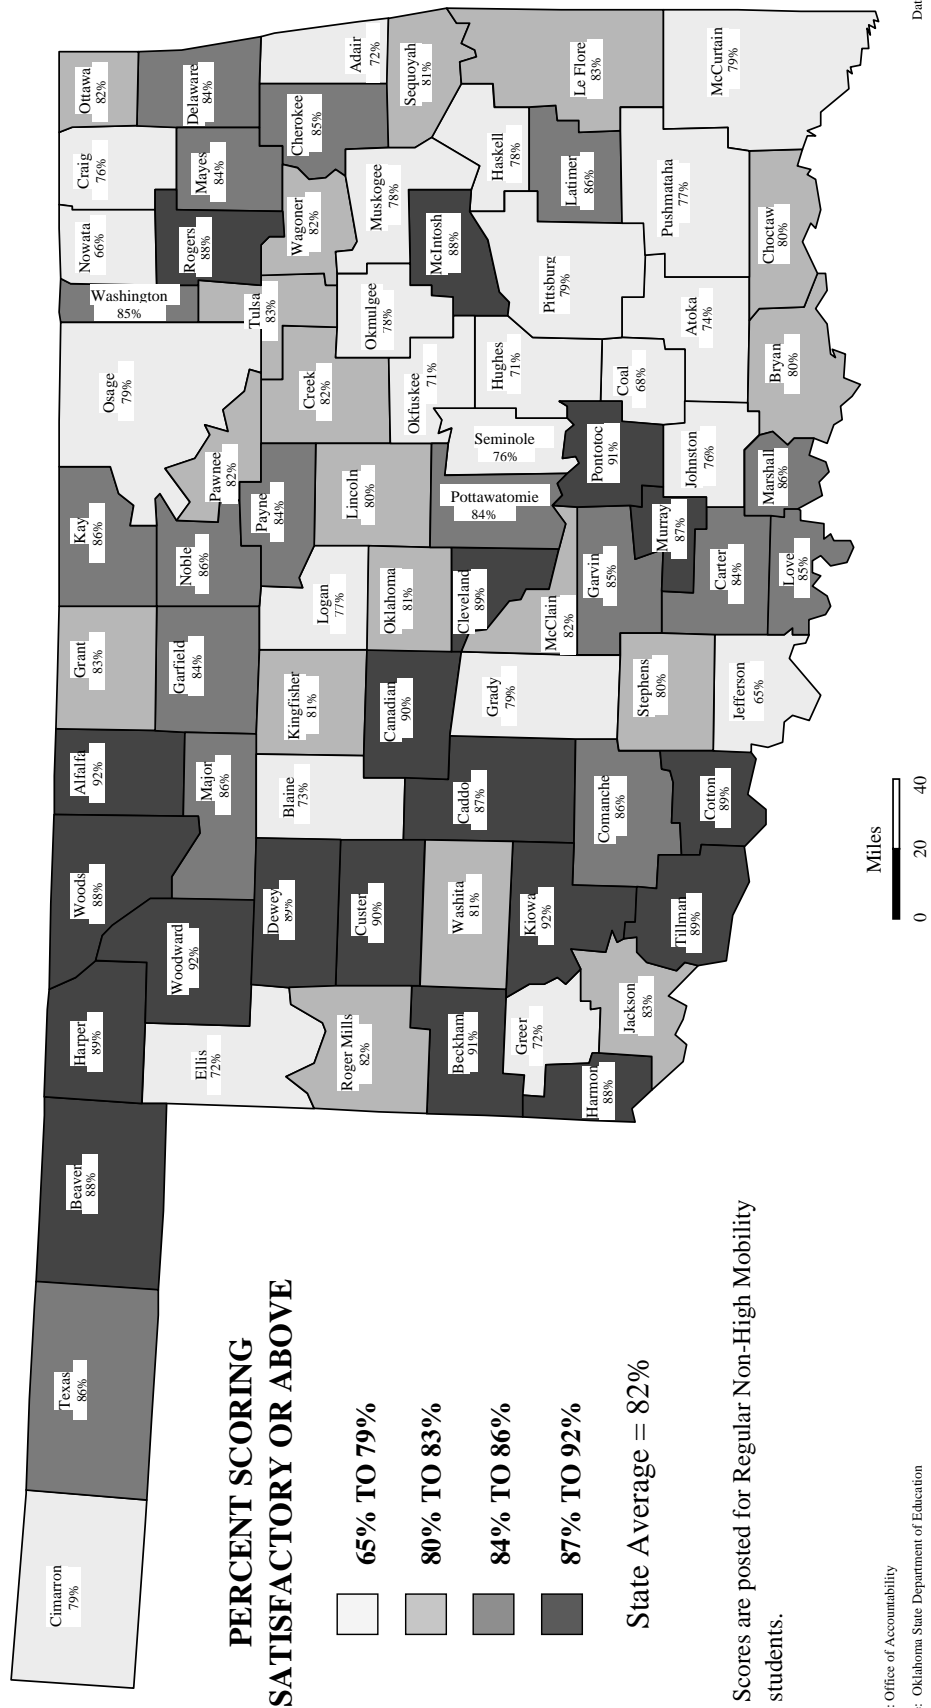 Cimarron
79%
Texas
86%
Beaver
88%
Harper
89%
Woods
88%
Alfalfa
92%
Grant
83%
Kay
86%
Osage
79%
Washington
85%
Nowata
66%
Craig
76%
Ottawa
82%
Ellis
72%
Woodward
92%
Major
86%
Garfield
84%
Noble
86%
Pawnee
82%
Rogers
88%
Mayes
84%
Delaware
84%
Roger Mills
82%
Dewey
89%
Blaine
73%
Kingfisher
81%
Logan
77%
Payne
84%
Creek
82%
Tulsa
83%
Wagoner
82%
Cherokee
85%
Adair
72%
Custer
90%
Canadian
90%
Oklahoma
81%
Lincoln
80%
Okfuskee
71%
Okmulgee
78%
Muskogee
78%
Sequoyah
81%
Beckham
91%
Washita
81%
Caddo
87%
Grady
79%
Cleveland
89%
Pottawatomie
84%
Seminole
76%
Hughes
71%
McIntosh
88%
Haskell
78%
Greer
72%
Kiowa
92%
McClain
82%
Pittsburg
79%
Latimer
86%
Le Flore
83%
Harmon
88%
Jackson
83%
Comanche
86%
Stephens
80%
Garvin
85%
Murray
87%
Pontotoc
91%
Coal
68%
Atoka
74%
Pushmataha
77%
McCurtain
79%
Tillman
89%
Cotton
89%
Jefferson
65%
Carter
84%
Love
85%
Johnston
76%
Marshall
86%
Bryan
80%
Choctaw
80%
PERCENT SCORING
SATISFACTORY OR ABOVE
65% TO 79%
80% TO 83%
84% TO 86%
87% TO 92%
State Average = 82%
Scores are posted for Regular Non-High Mobility
students.
Miles
0 20 40
: Office of Accountability
: Oklahoma State Department of Education
Dat